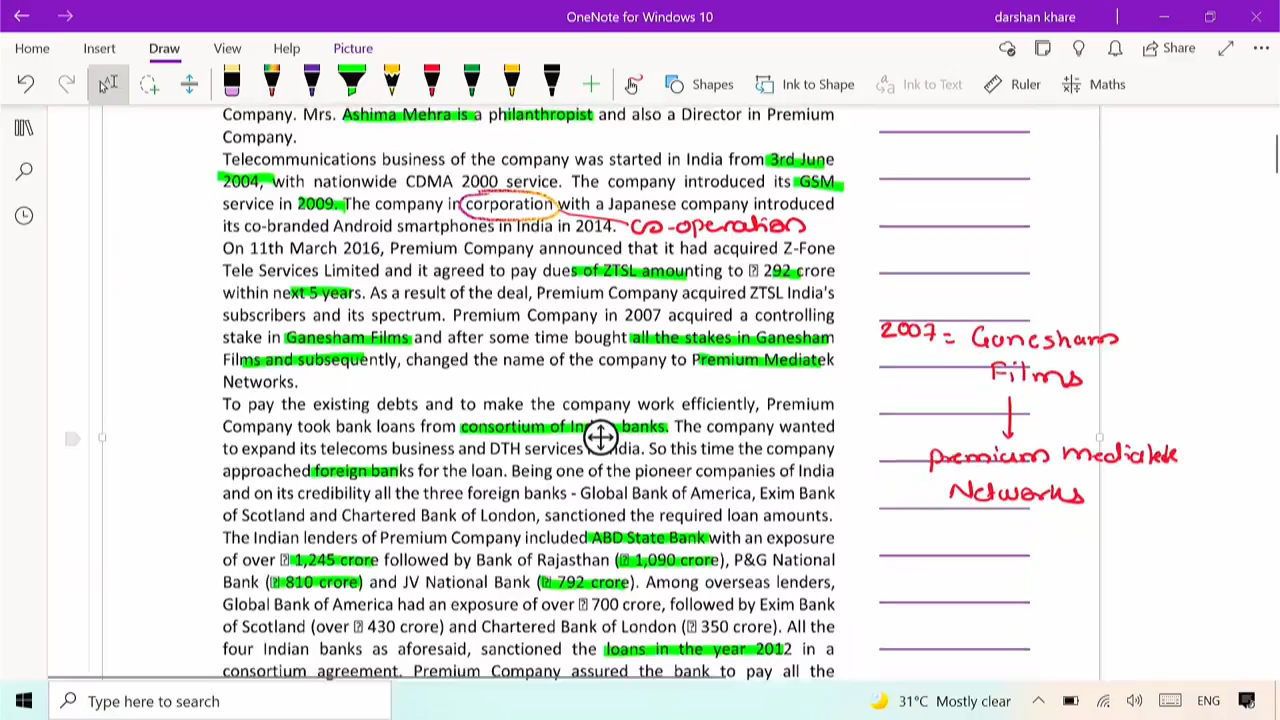 OneNote for Windows 10
darshan khare
Home Insert Draw View Help Picture
Share
Shapes Ink to Shape Ink to Text Ruler Maths
Company. Mrs. Ashima Mehra is a philanthropist and also a Director in Premium
Company.
Telecommunications business of the company was started in India from 3rd June
2004, with nationwide CDMA 2000 service. The company introduced its GSM
service in 2009. The company in corporation with a Japanese company introduced
its co-branded Android smartphones in India in 2014. co-operation
On 11th March 2016, Premium Company announced that it had acquired Z-Fone
Tele Services Limited and it agreed to pay dues of ZTSL amounting to 292 crore
within next 5 years. As a result of the deal, Premium Company acquired ZTSL India's
subscribers and its spectrum. Premium Company in 2007 acquired a controlling
stake in Ganesham Films and after some time bought all the stakes in Ganesham
Films and subsequently, changed the name of the company to Premium Mediatek
Networks.
2007 = Ganesham
Films
premium mediatek
Networks
To pay the existing debts and to make the company work efficiently, Premium
Company took bank loans from consortium of banks. The company wanted
to expand its telecoms business and DTH services India. So this time the company
approached foreign banks for the loan. Being one of the pioneer companies of India
and on its credibility all the three foreign banks - Global Bank of America, Exim Bank
of Scotland and Chartered Bank of London, sanctioned the required loan amounts.
The Indian lenders of Premium Company included ABD State Bank with an exposure
of over 1,245 crore followed by Bank of Rajasthan ( 1,090 crore), P&G National
Bank ( 810 crore) and JV National Bank ( 792 crore). Among overseas lenders,
Global Bank of America had an exposure of over 700 crore, followed by Exim Bank
of Scotland (over 430 crore) and Chartered Bank of London ( 350 crore). All the
four Indian banks as aforesaid, sanctioned the loans in the year 2012 in a
consortium agreement. Premium Company assured the bank to pay all the
Type here to search
31°C Mostly clear
ENG